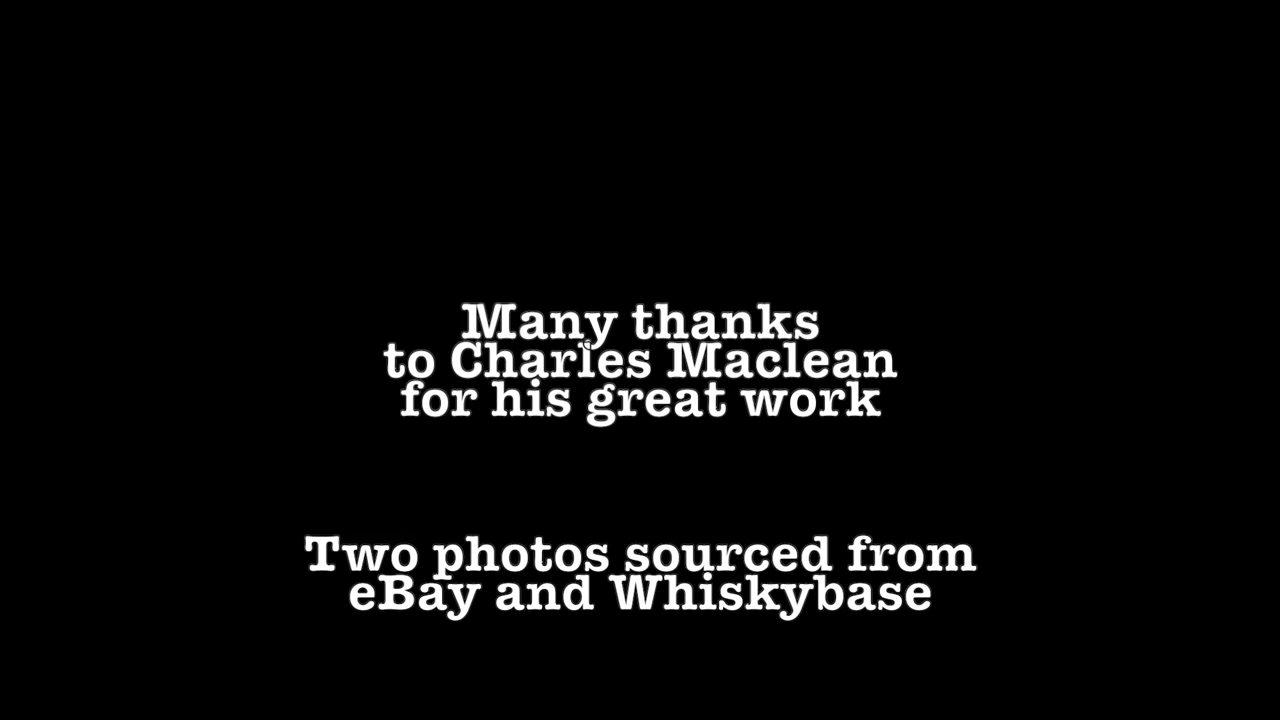 Many thanks
to Charles Maclean
for his great work
Two photos sourced from
eBay and Whiskybase